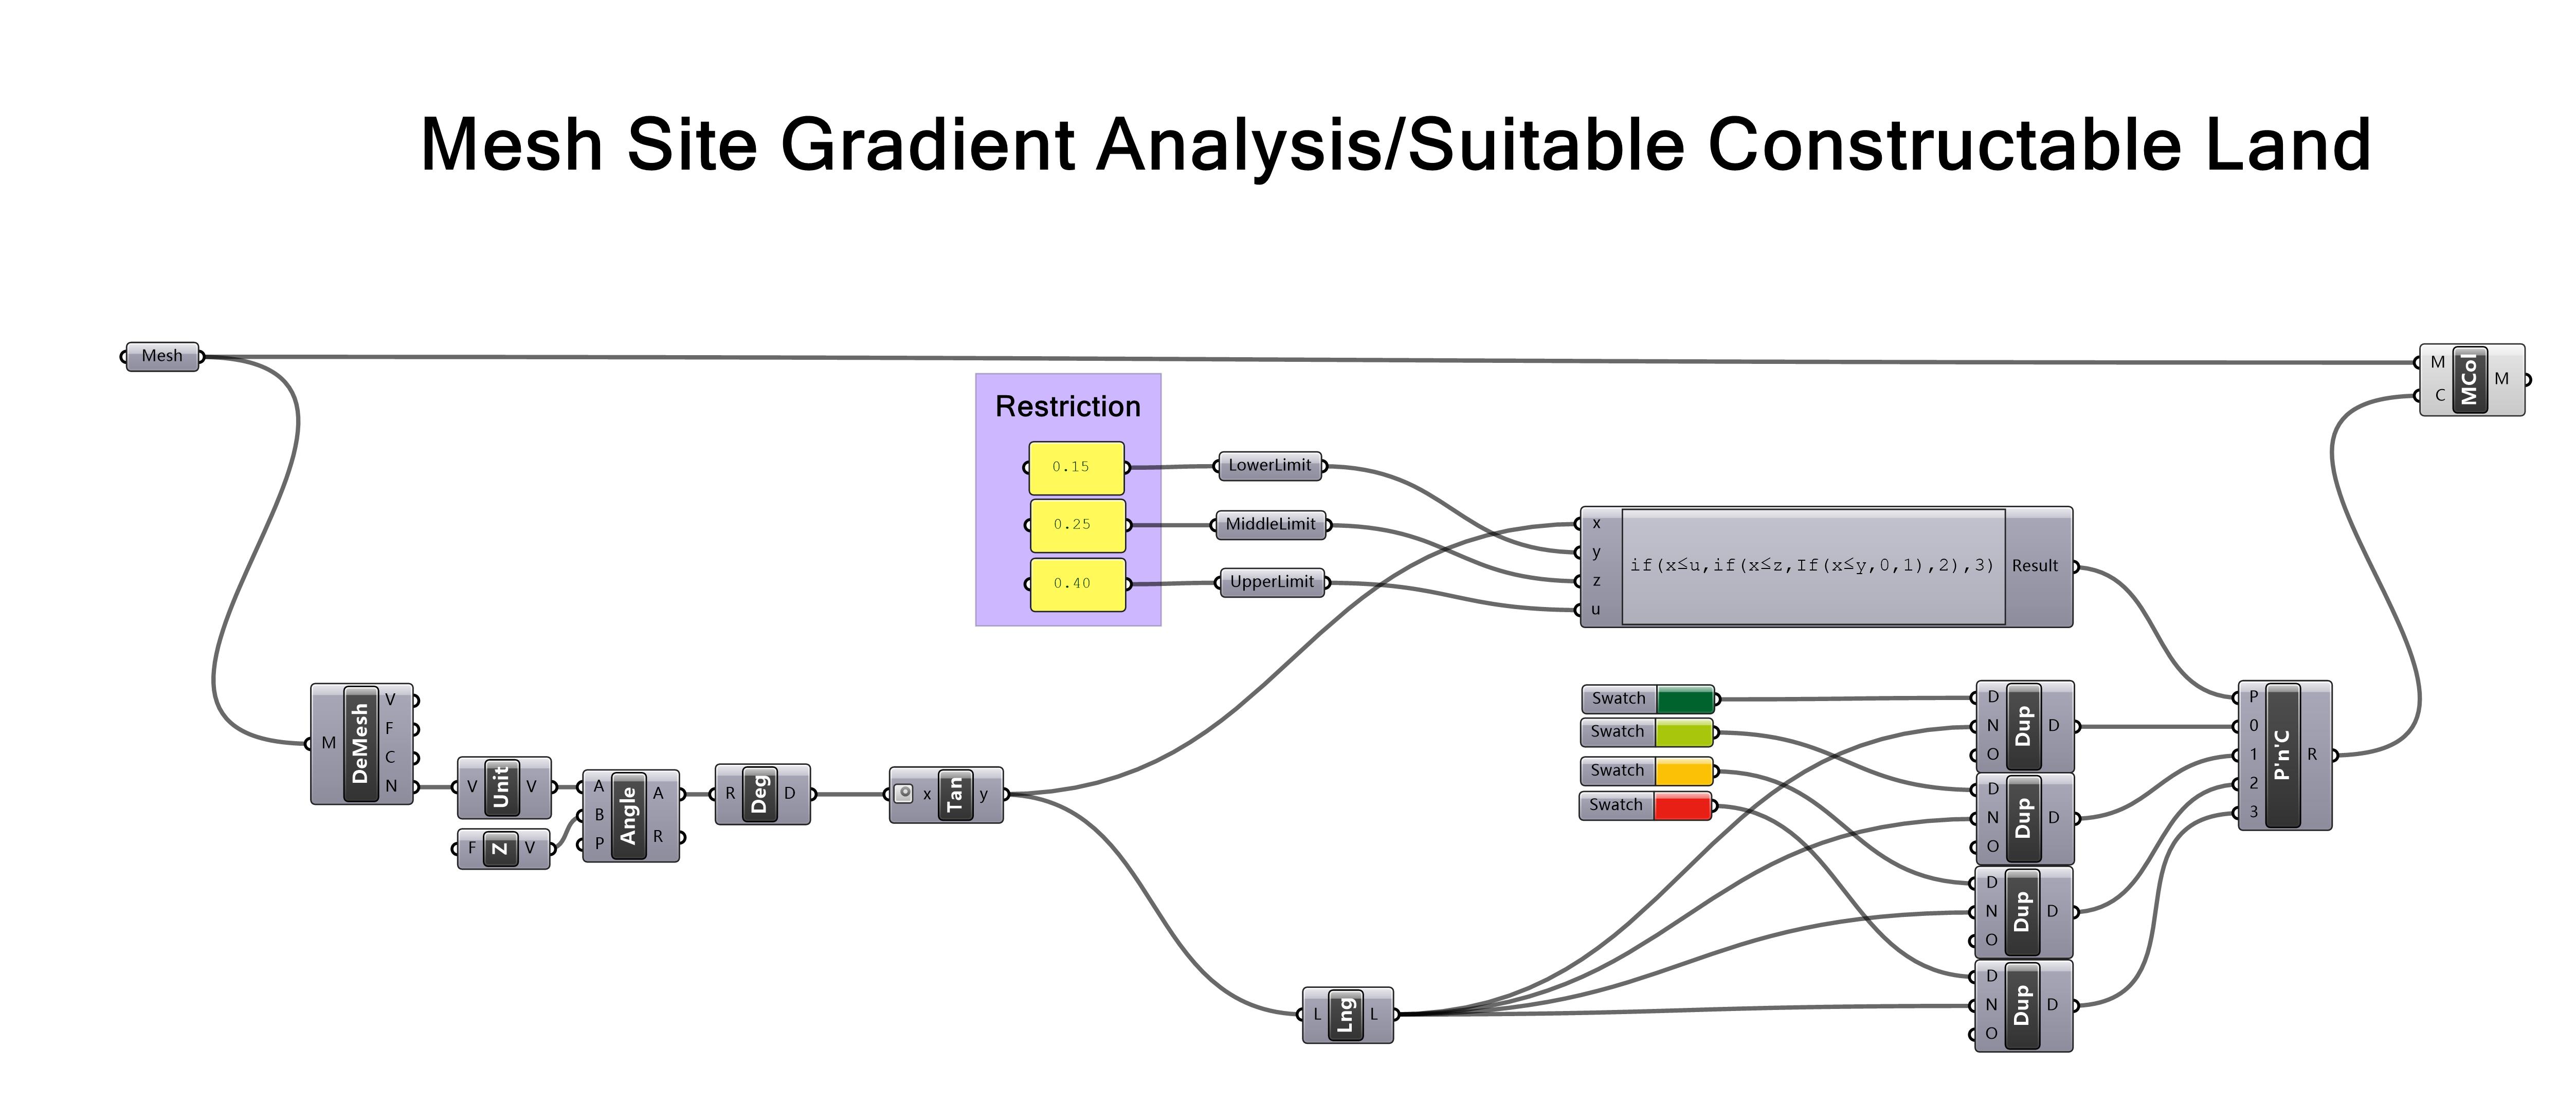 Mesh Site Gradient Analysis/Suitable Constructable Land
Mesh
M
C
MCol
M
Restriction
0.15
LowerLimit
0.25
MiddleLimit
0.40
UpperLimit
x
y
z
u
if(x≤u,if(x≤z,If(x≤y,0,1),2),3)
Result
M
DeMesh
V
F
C
N
V
Unit
V
F
Z
V
A
B
P
Angle
A
R
R
Deg
D
x
Tan
y
L
Lng
L
Swatch
Swatch
Swatch
Swatch
D
N
O
Dup
D
D
N
O
Dup
D
D
N
O
Dup
D
D
N
O
Dup
D
P
0
1
2
3
P'n'C
R